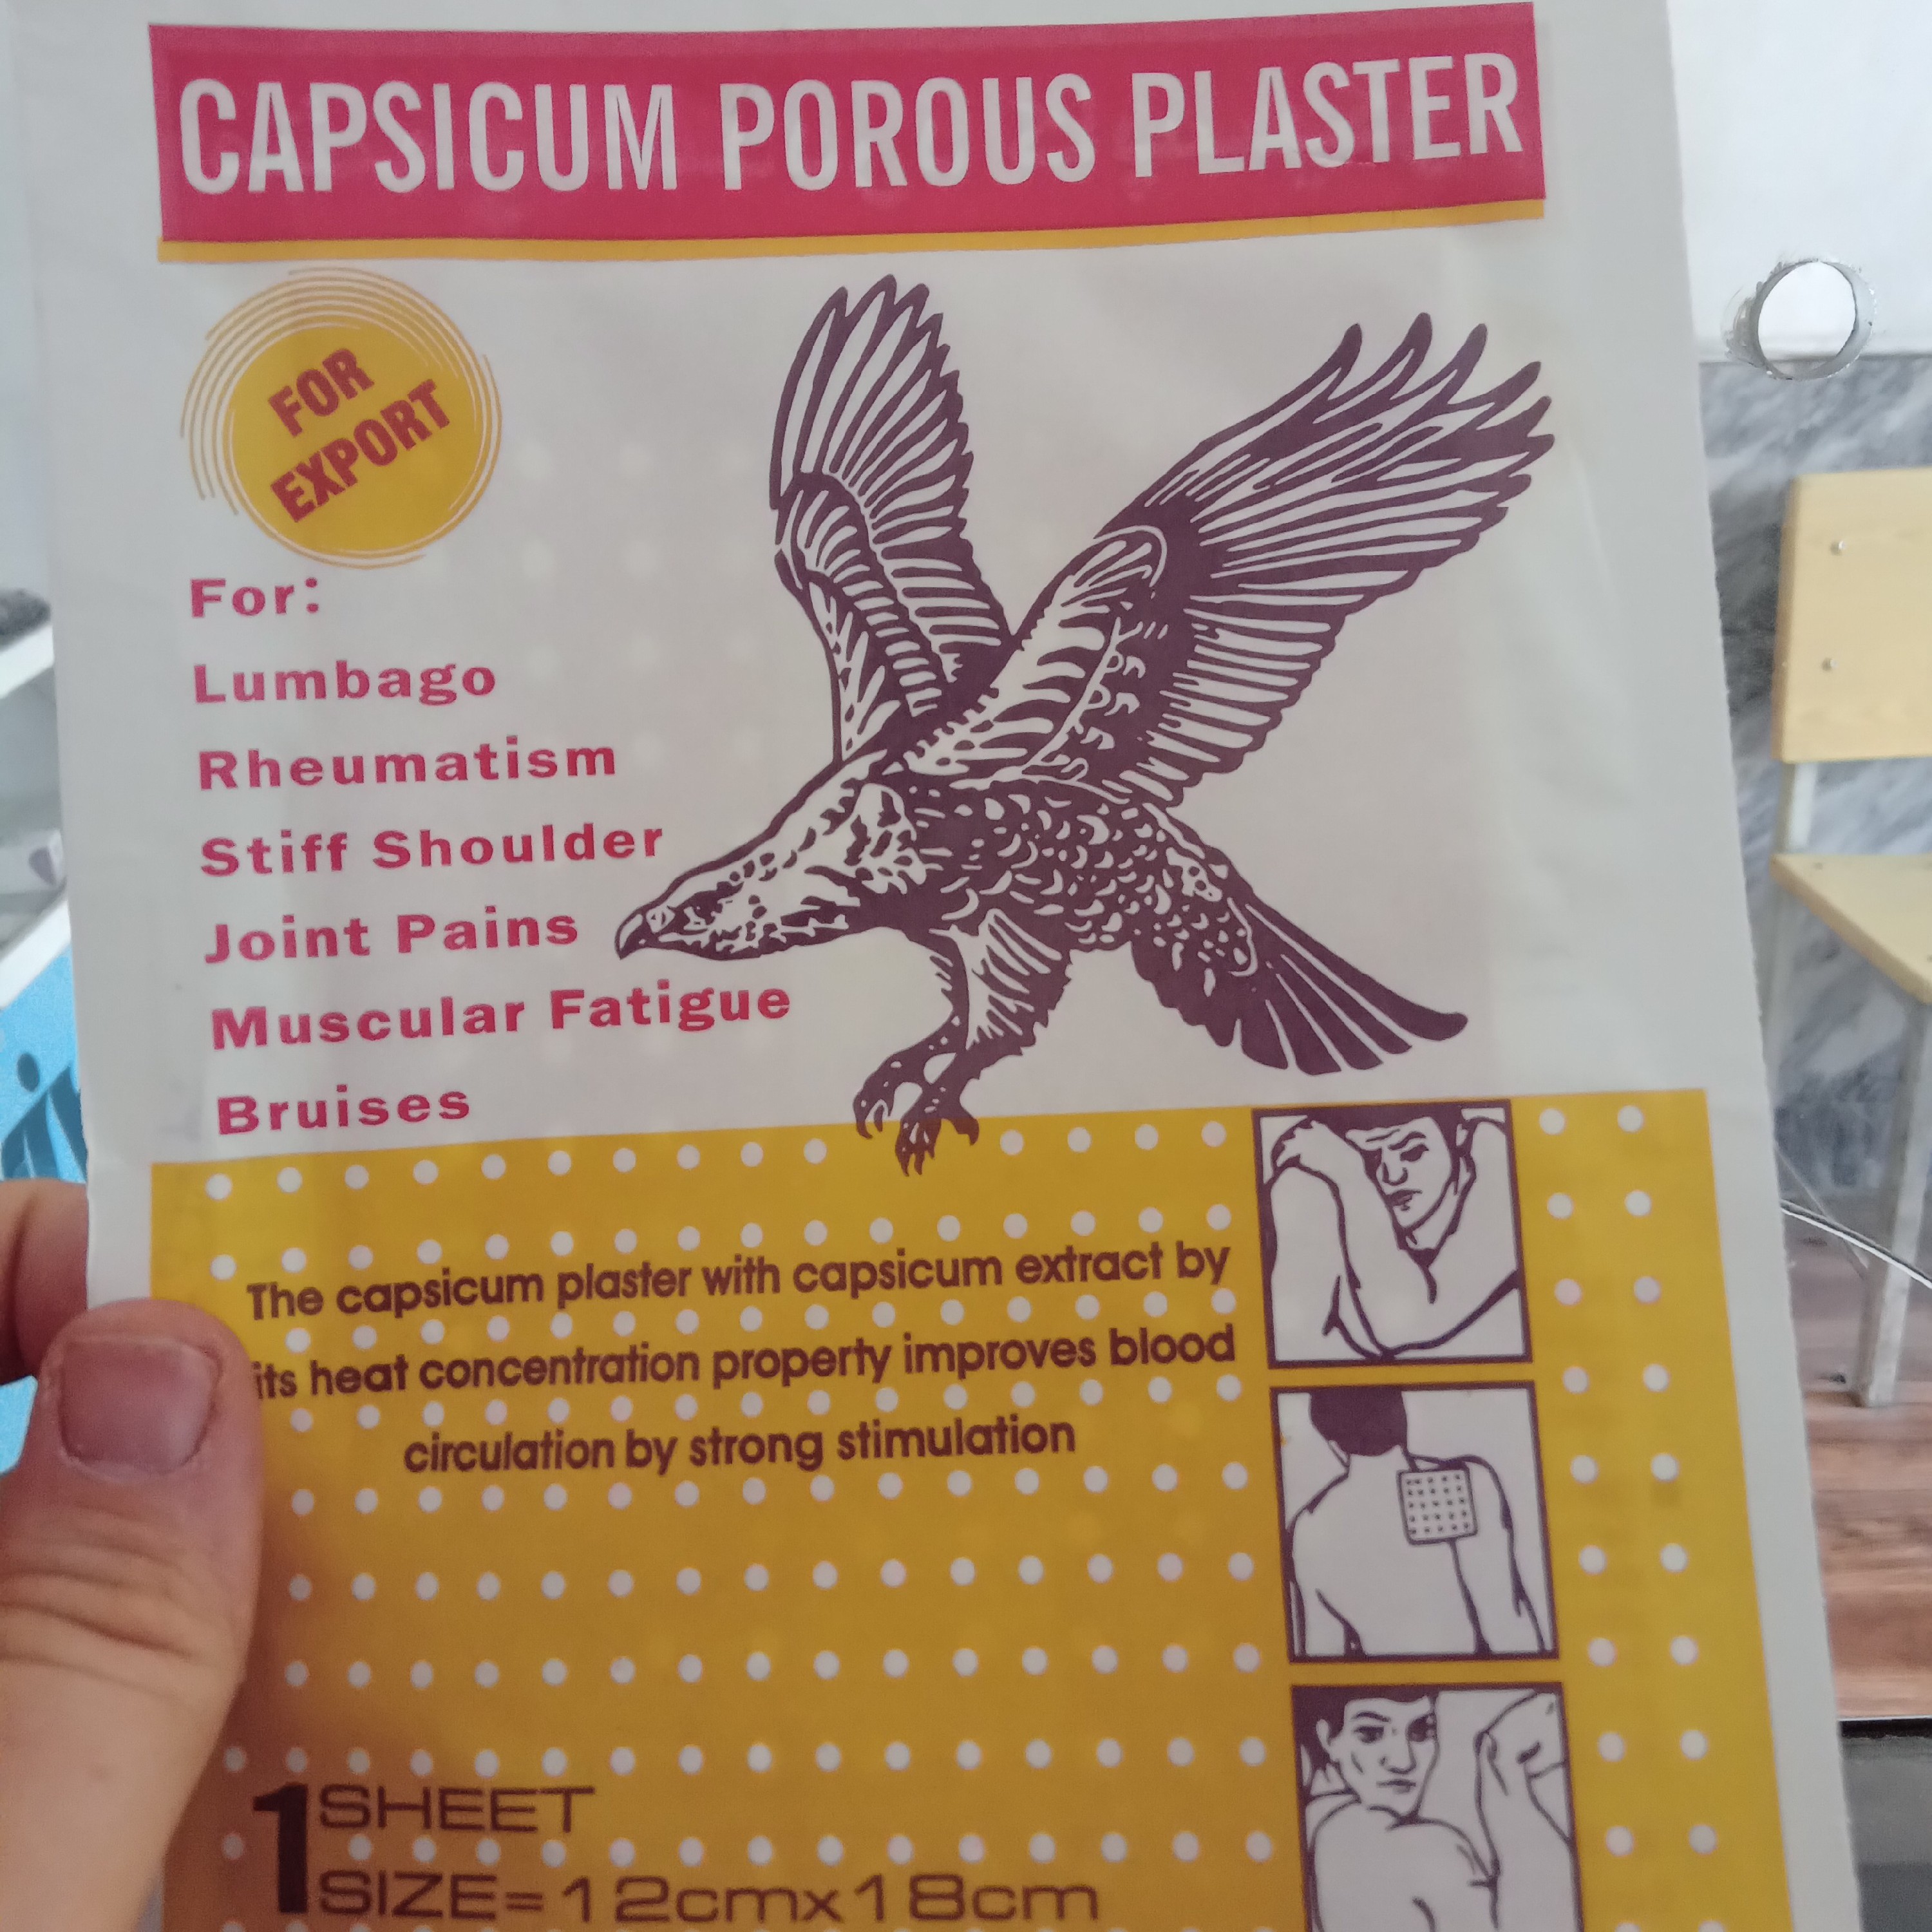 CAPSICUM POROUS PLASTER
FOR
EXPORT
For:
Lumbago
Rheumatism
Stiff Shoulder
Joint Pains
Muscular Fatigue
Bruises
The capsicum plaster with capsicum extract by
its heat concentration property improves blood
circulation by strong stimulation
1 SHEET
SIZE=12cmx18cm